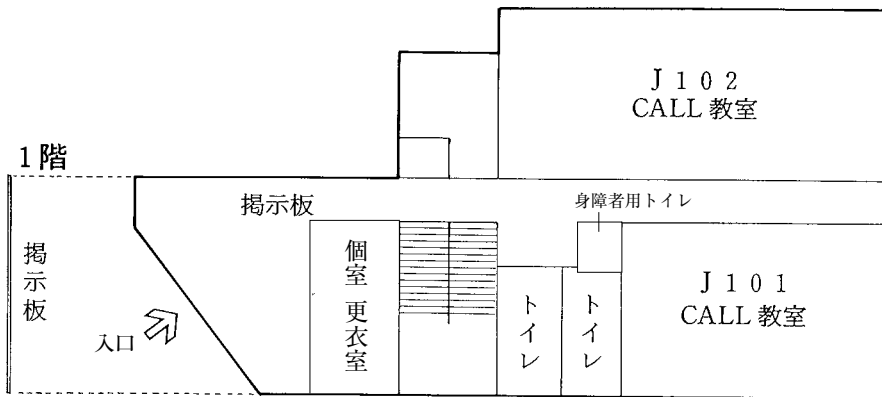 J102
CALL 教室
1階
掲示板
身障者用トイレ
掲示板
個室 更衣室
トイレ
トイレ
J101
CALL 教室
入口